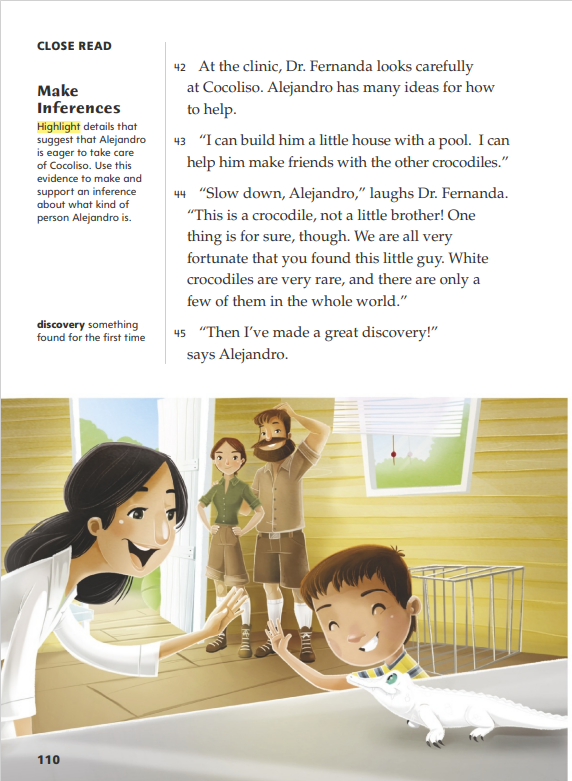 CLOSE READ
Make
Inferences
Highlight details that
suggest that Alejandro
is eager to take care
of Cocoliso. Use this
evidence to make and
support an inference
about what kind of
person Alejandro is.
discovery something
found for the first time
42 At the clinic, Dr. Fernanda looks carefully
at Cocoliso. Alejandro has many ideas for how
to help.
43 “I can build him a little house with a pool. I can
help him make friends with the other crocodiles.”
44 “Slow down, Alejandro,” laughs Dr. Fernanda.
“This is a crocodile, not a little brother! One
thing is for sure, though. We are all very
fortunate that you found this little guy. White
crocodiles are very rare, and there are only a
few of them in the whole world.”
45 “Then I’ve made a great discovery!”
says Alejandro.
110